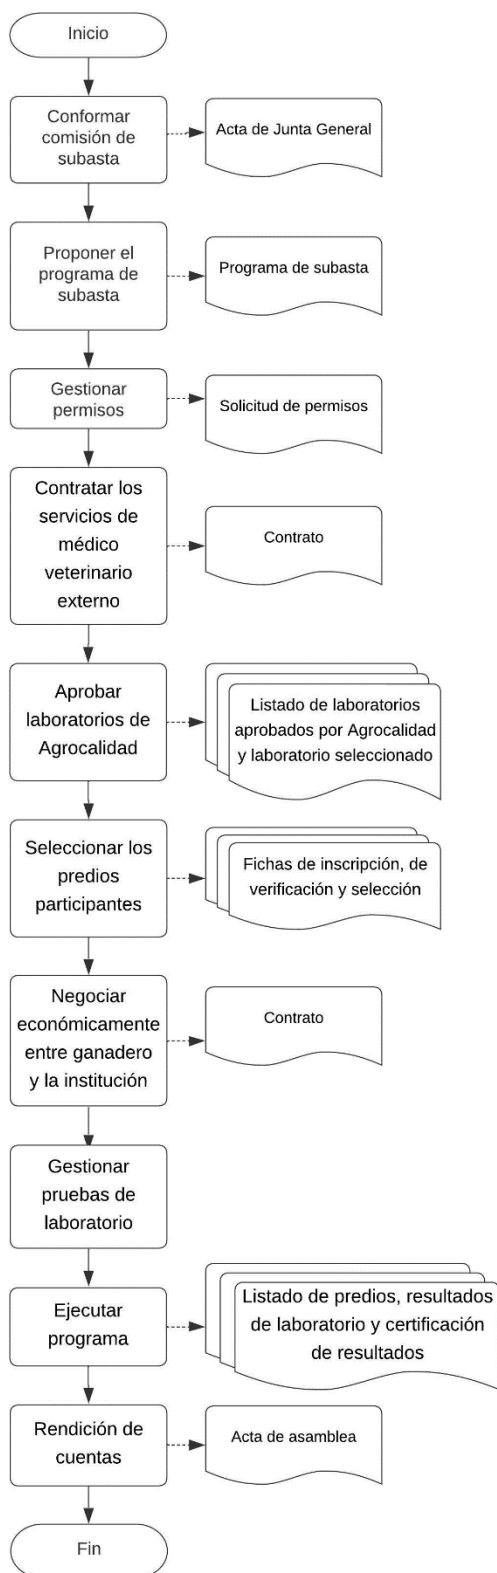 Inicio
Conformar
comisión de
subasta
Acta de Junta General
Proponer el
programa de
subasta
Programa de subasta
Gestionar
permisos
Solicitud de permisos
Contratar los
servicios de
médico
veterinario
externo
Contrato
Aprobar
laboratorios de
Agrocalidad
Listado de laboratorios
aprobados por Agrocalidad
y laboratorio seleccionado
Seleccionar los
predios
participantes
Fichas de inscripción, de
verificación y selección
Negociar
económicamente
entre ganadero
y la institución
Contrato
Gestionar
pruebas de
laboratorio
Ejecutar
programa
Listado de predios, resultados
de laboratorio y certificación
de resultados
Rendición de
cuentas
Acta de asamblea
Fin